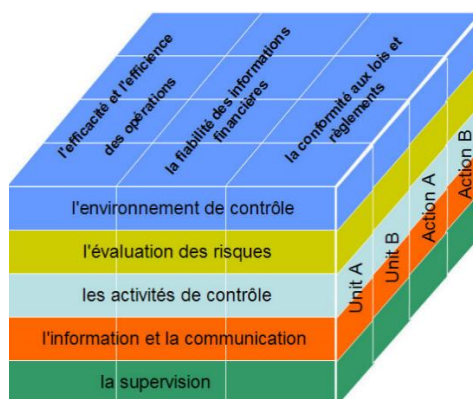 l'efficacité et l'efficience
des opérations
la fiabilité des informations
financières
la conformité aux lois et
règlements
l'environnement de contrôle
l'évaluation des risques
les activités de contrôle
l'information et la communication
la supervision
Unit A
Unit B
Action A
Action B